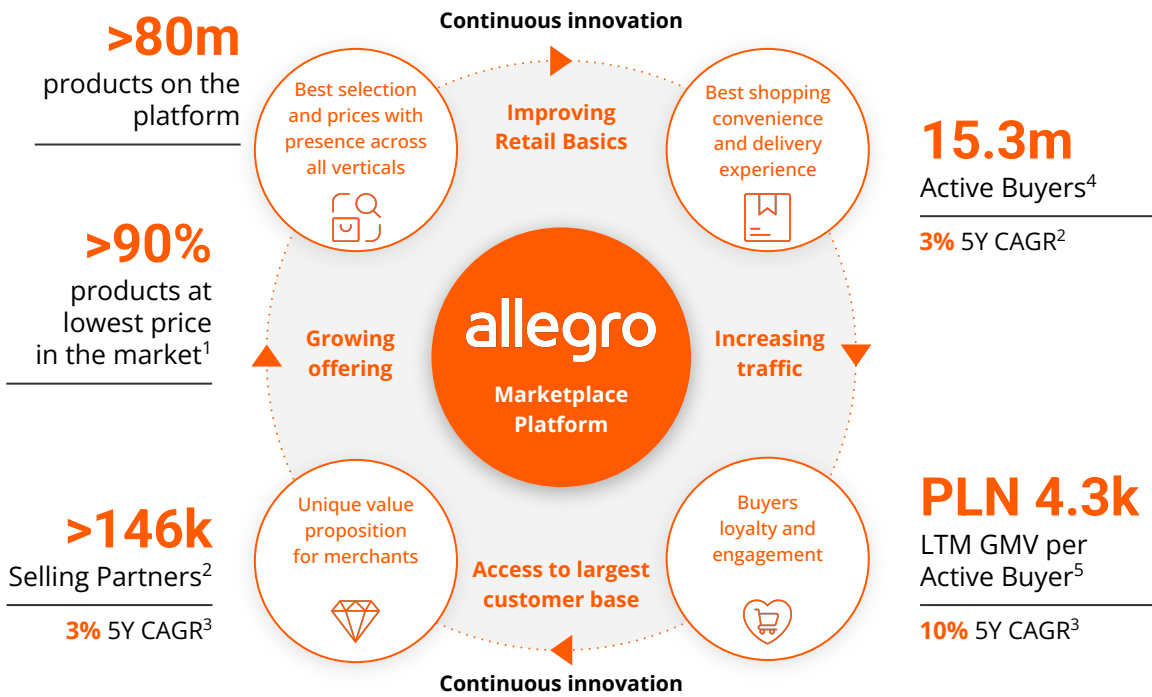 Continuous innovation
>80m
products on the
platform
>90%
products at
lowest price
in the market¹
>146k
Selling Partners²
3% 5Y CAGR³
Best selection
and prices with
presence across
all verticals
Improving
Retail Basics
Best shopping
convenience
and delivery
experience
Growing
offering
allegro
Marketplace
Platform
Increasing
traffic
Unique value
proposition
for merchants
Access to largest
customer base
Buyers
loyalty and
engagement
15.3m
Active Buyers⁴
3% 5Y CAGR²
PLN 4.3k
LTM GMV per
Active Buyer⁵
10% 5Y CAGR³
Continuous innovation